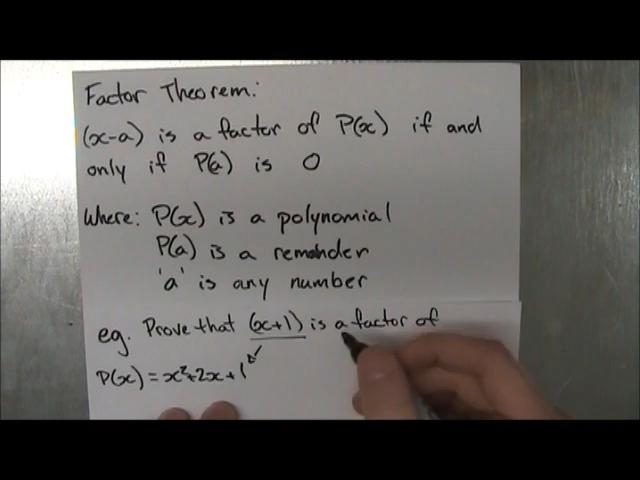 Factor Theorem:
(x-a) is a factor of P(x) if and
only if P(a) is 0
Where: P(x) is a polynomial
P(a) is a remainder
'a' is any number
eg. Prove that (x+1) is a factor of
P(x) = x²+2x+1